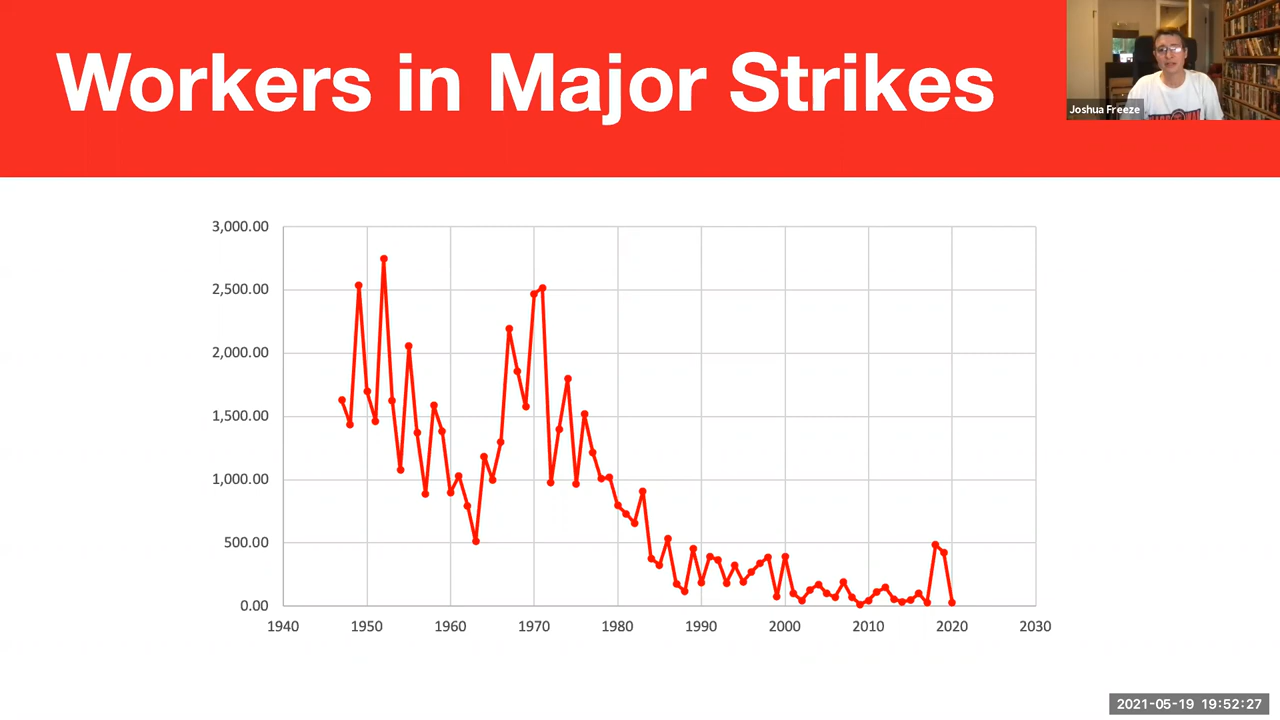 Workers in Major Strikes
Joshua Freeze
3,000.00
2,500.00
2,000.00
1,500.00
1,000.00
500.00
0.00
1940 1950 1960 1970 1980 1990 2000 2010 2020 2030
2021-05-19 19:52:27